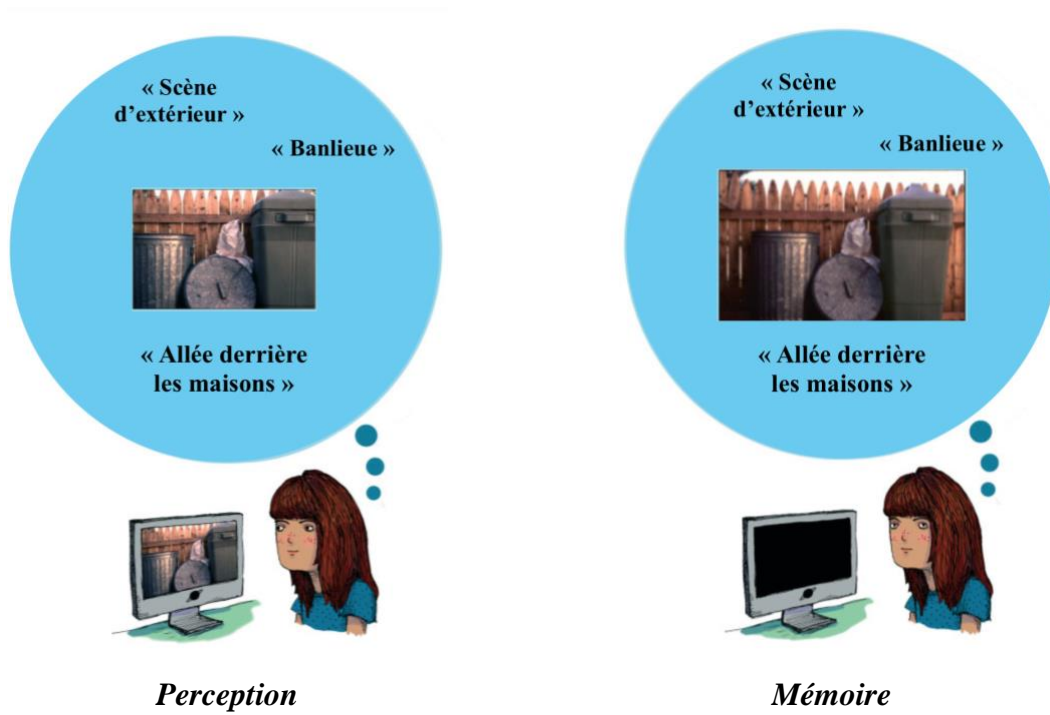 « Scène
d’extérieur »
« Banlieue »
« Allée derrière
les maisons »
Perception
« Scène
d’extérieur »
« Banlieue »
« Allée derrière
les maisons »
Mémoire